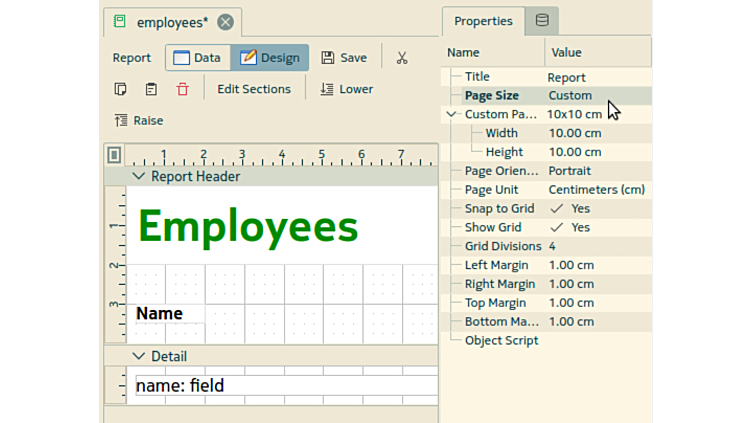 employees*
Report Data Design Save
Edit Sections Lower
Raise
1 2 3 4 5 6 7
Report Header
1
Employees
2
3
Name
Detail
name: field
Properties
Name Value
Title Report
Page Size Custom
Custom Pa... 10x10 cm
Width 10.00 cm
Height 10.00 cm
Page Orien... Portrait
Page Unit Centimeters (cm)
Snap to Grid Yes
Show Grid Yes
Grid Divisions 4
Left Margin 1.00 cm
Right Margin 1.00 cm
Top Margin 1.00 cm
Bottom Ma... 1.00 cm
Object Script